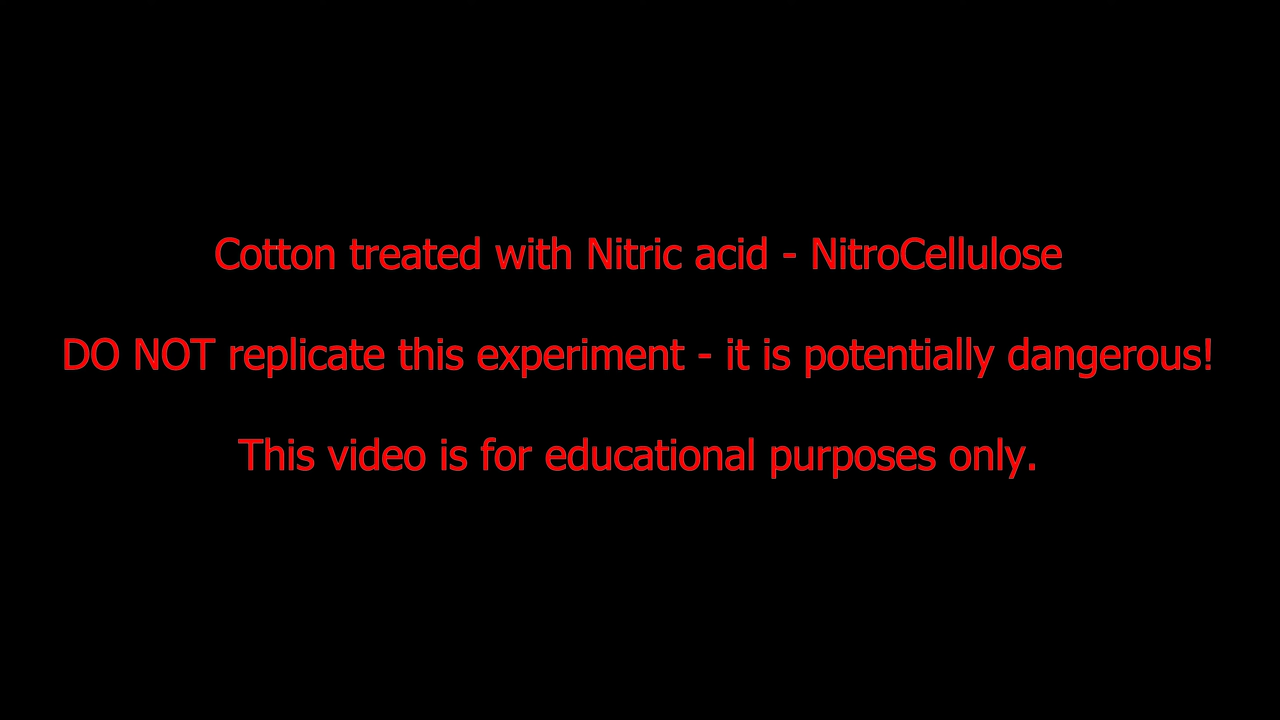 Cotton treated with Nitric acid - NitroCellulose
DO NOT replicate this experiment - it is potentially dangerous!
This video is for educational purposes only.